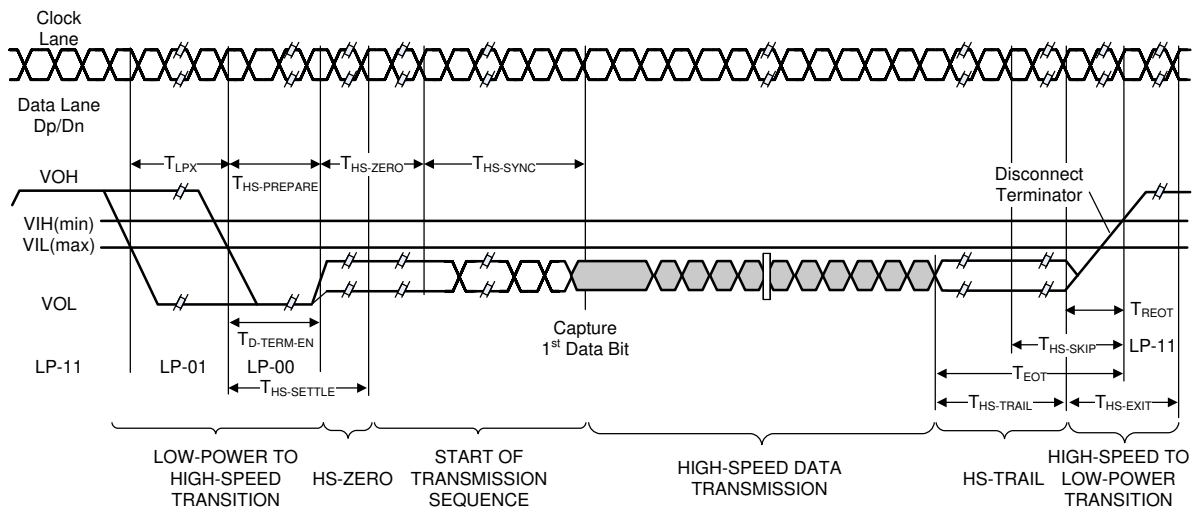 Clock
Lane
Data Lane
Dp/Dn
TLPX
THS-PREPARE
THS-ZERO
THS-SYNC
VOH
Disconnect
Terminator
VIH(min)
VIL(max)
VOL
TD-TERM-EN
Capture
1st Data Bit
TREOT
THS-SKIP
LP-11
LP-11
LP-01
LP-00
TEOT
THS-SETTLE
THS-TRAIL
THS-EXIT
LOW-POWER TO
HIGH-SPEED
TRANSITION
HS-ZERO
START OF
TRANSMISSION
SEQUENCE
HIGH-SPEED DATA
TRANSMISSION
HS-TRAIL
HIGH-SPEED TO
LOW-POWER
TRANSITION